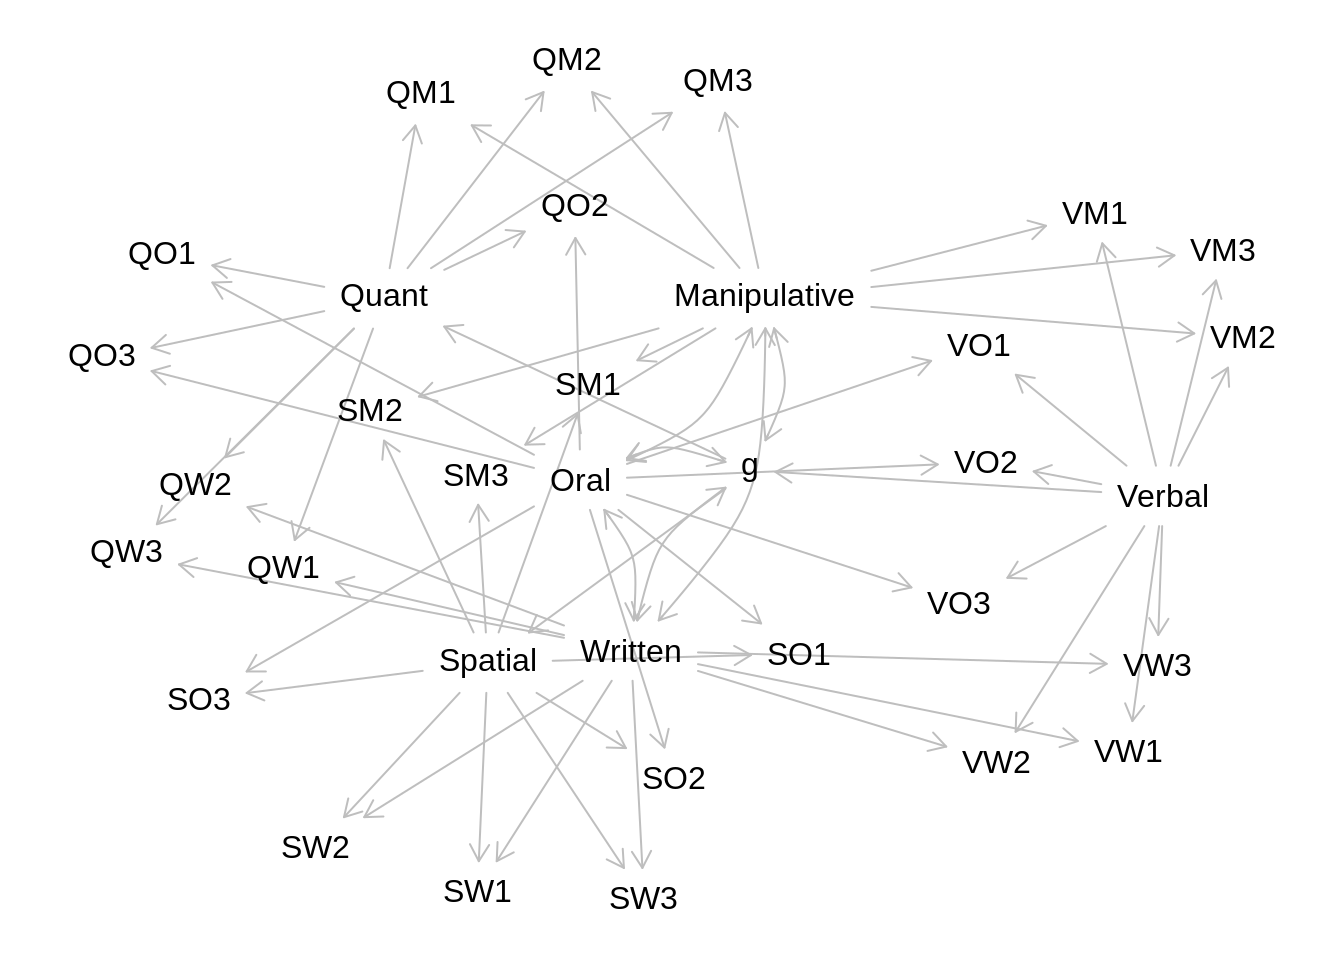 QM2
QM3
QM1
QO2
VM1
VM3
QO1
Quant
Manipulative
VM2
VO1
QO3
SM1
SM2
VO2
g
SM3
Oral
QW2
Verbal
QW3
QW1
VO3
Written
SO1
Spatial
VW3
SO3
VW1
VW2
SO2
SW2
SW1
SW3